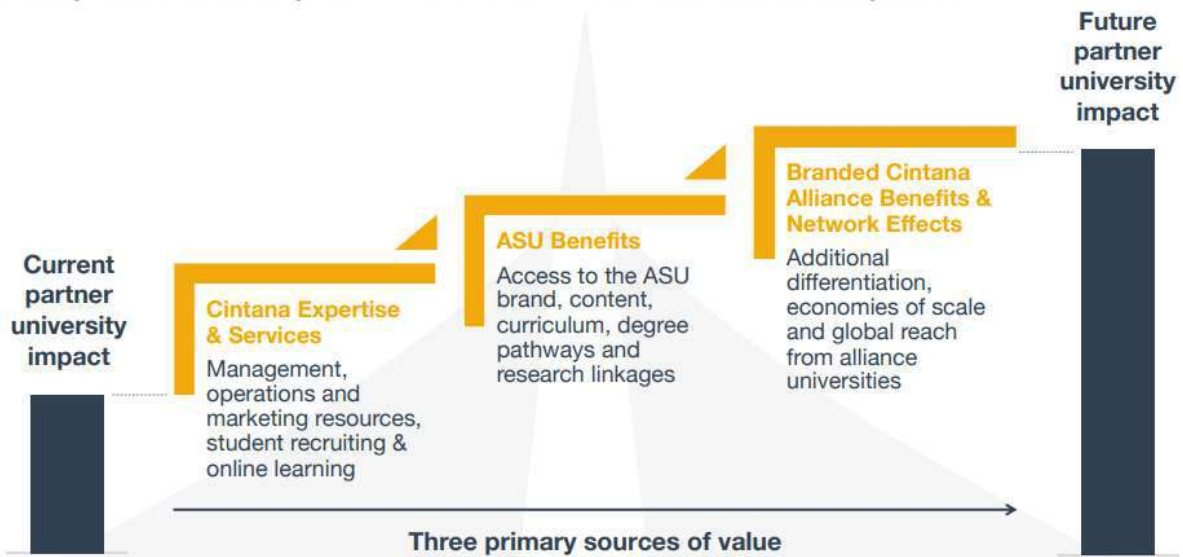 Current
partner
university
impact
Cintana Expertise
& Services
Management,
operations and
marketing resources,
student recruiting &
online learning
ASU Benefits
Access to the ASU
brand, content,
curriculum, degree
pathways and
research linkages
Branded Cintana
Alliance Benefits &
Network Effects
Additional
differentiation,
economies of scale
and global reach
from alliance
universities
Future
partner
university
impact
Three primary sources of value